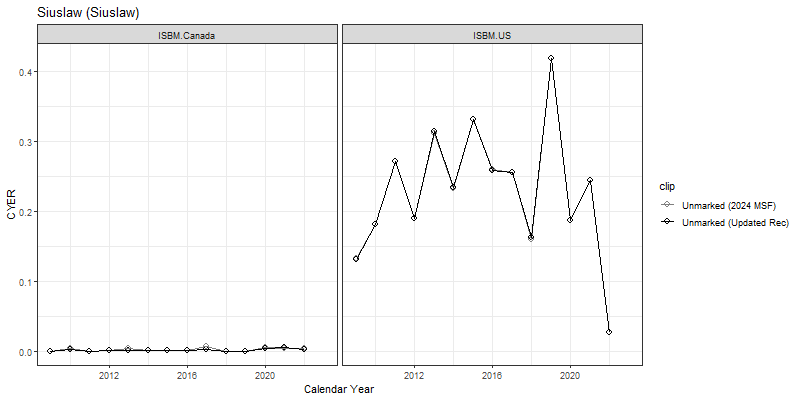 Siuslaw (Siuslaw)
ISBM.Canada
ISBM.US
0.4
0.3
0.2
0.1
0.0
CYER
2012
2016
2020
2012
2016
2020
Calendar Year
clip
Unmarked (2024 MSF)
Unmarked (Updated Rec)